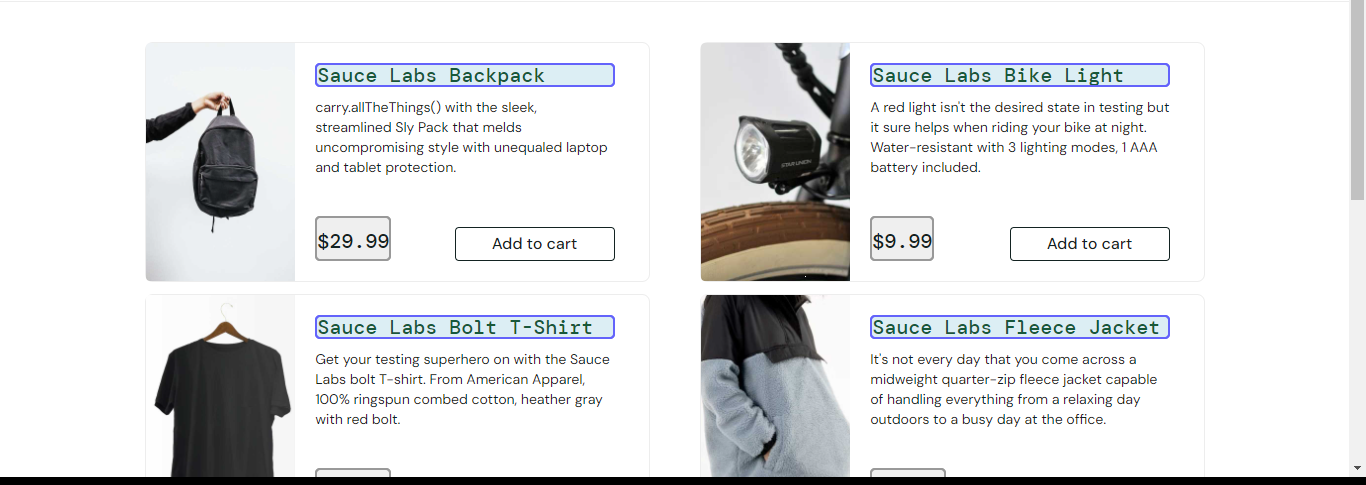 Sauce Labs Backpack
carry.allTheThings() with the sleek,
streamlined Sly Pack that melds
uncompromising style with unequaled laptop
and tablet protection.
$29.99
Add to cart
Sauce Labs Bike Light
A red light isn't the desired state in testing but
it sure helps when riding your bike at night.
Water-resistant with 3 lighting modes, 1 AAA
battery included.
$9.99
Add to cart
STAR UNION
Sauce Labs Bolt T-Shirt
Get your testing superhero on with the Sauce
Labs bolt T-shirt. From American Apparel,
100% ringspun combed cotton, heather gray
with red bolt.
Sauce Labs Fleece Jacket
It's not every day that you come across a
midweight quarter-zip fleece jacket capable
of handling everything from a relaxing day
outdoors to a busy day at the office.